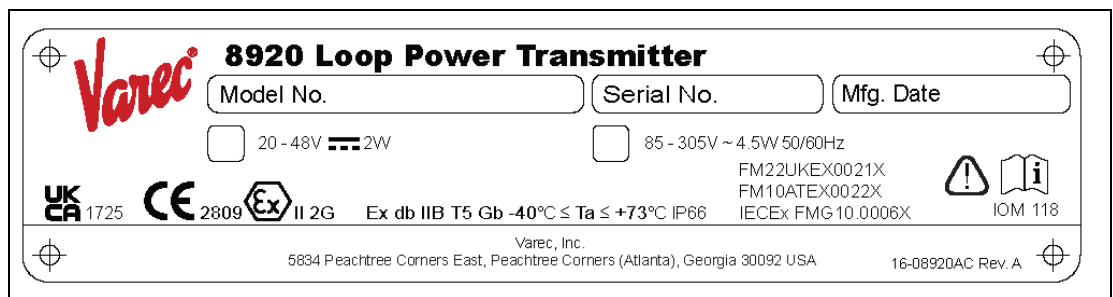 Varec®
8920 Loop Power Transmitter
Model No.
Serial No.
Mfg. Date
20 - 48V ⎓ 2W
85 - 305V ~ 4.5W 50/60Hz
FM22UKEX0021X
FM10ATEX0022X
IECEx FMG10.0006X
UK
CA 1725
CE 2809
Ex II 2G
Ex db IIB T5 Gb -40°C ≤ Ta ≤ +73°C IP66
i
IOM 118
Varec, Inc.
5834 Peachtree Corners East, Peachtree Corners (Atlanta), Georgia 30092 USA
16-08920AC Rev. A